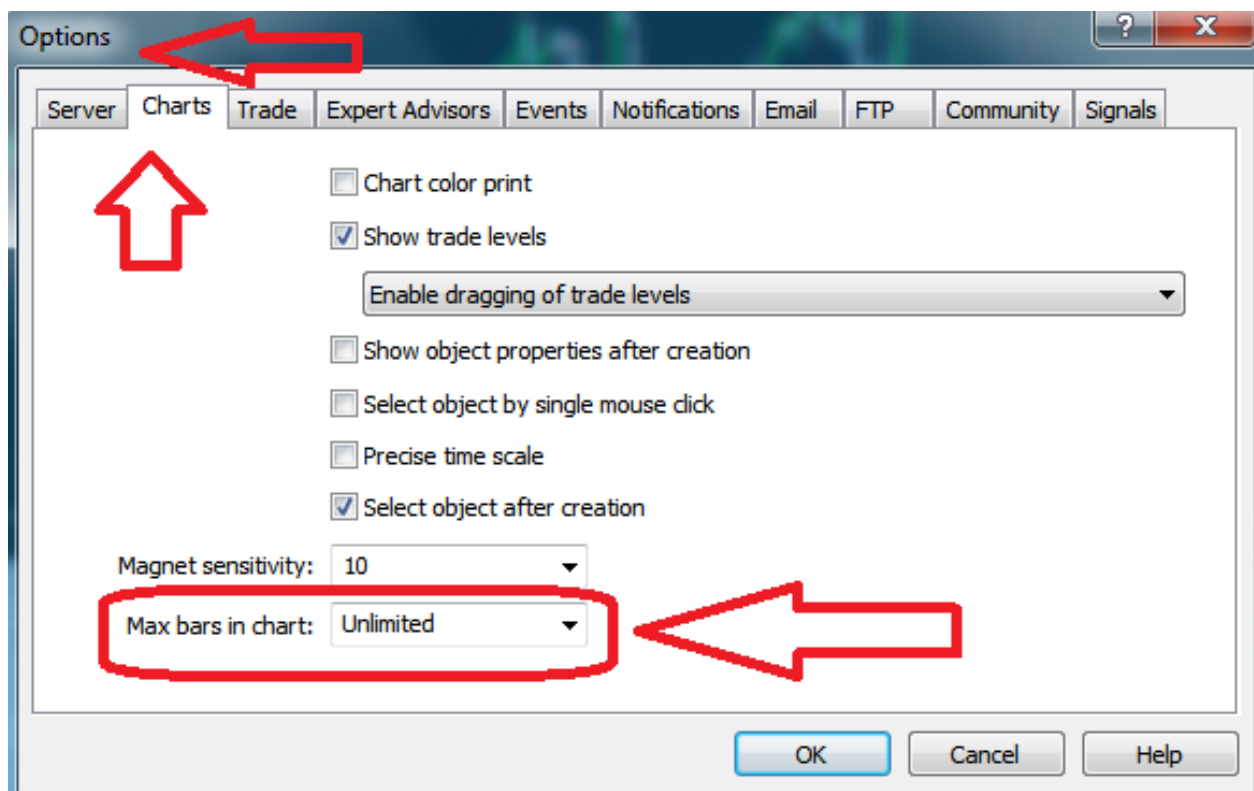 Options
?
X
Server Charts Trade Expert Advisors Events Notifications Email FTP Community Signals
Chart color print
Show trade levels
Enable dragging of trade levels
Show object properties after creation
Select object by single mouse click
Precise time scale
Select object after creation
Magnet sensitivity: 10
Max bars in chart: Unlimited
OK Cancel Help